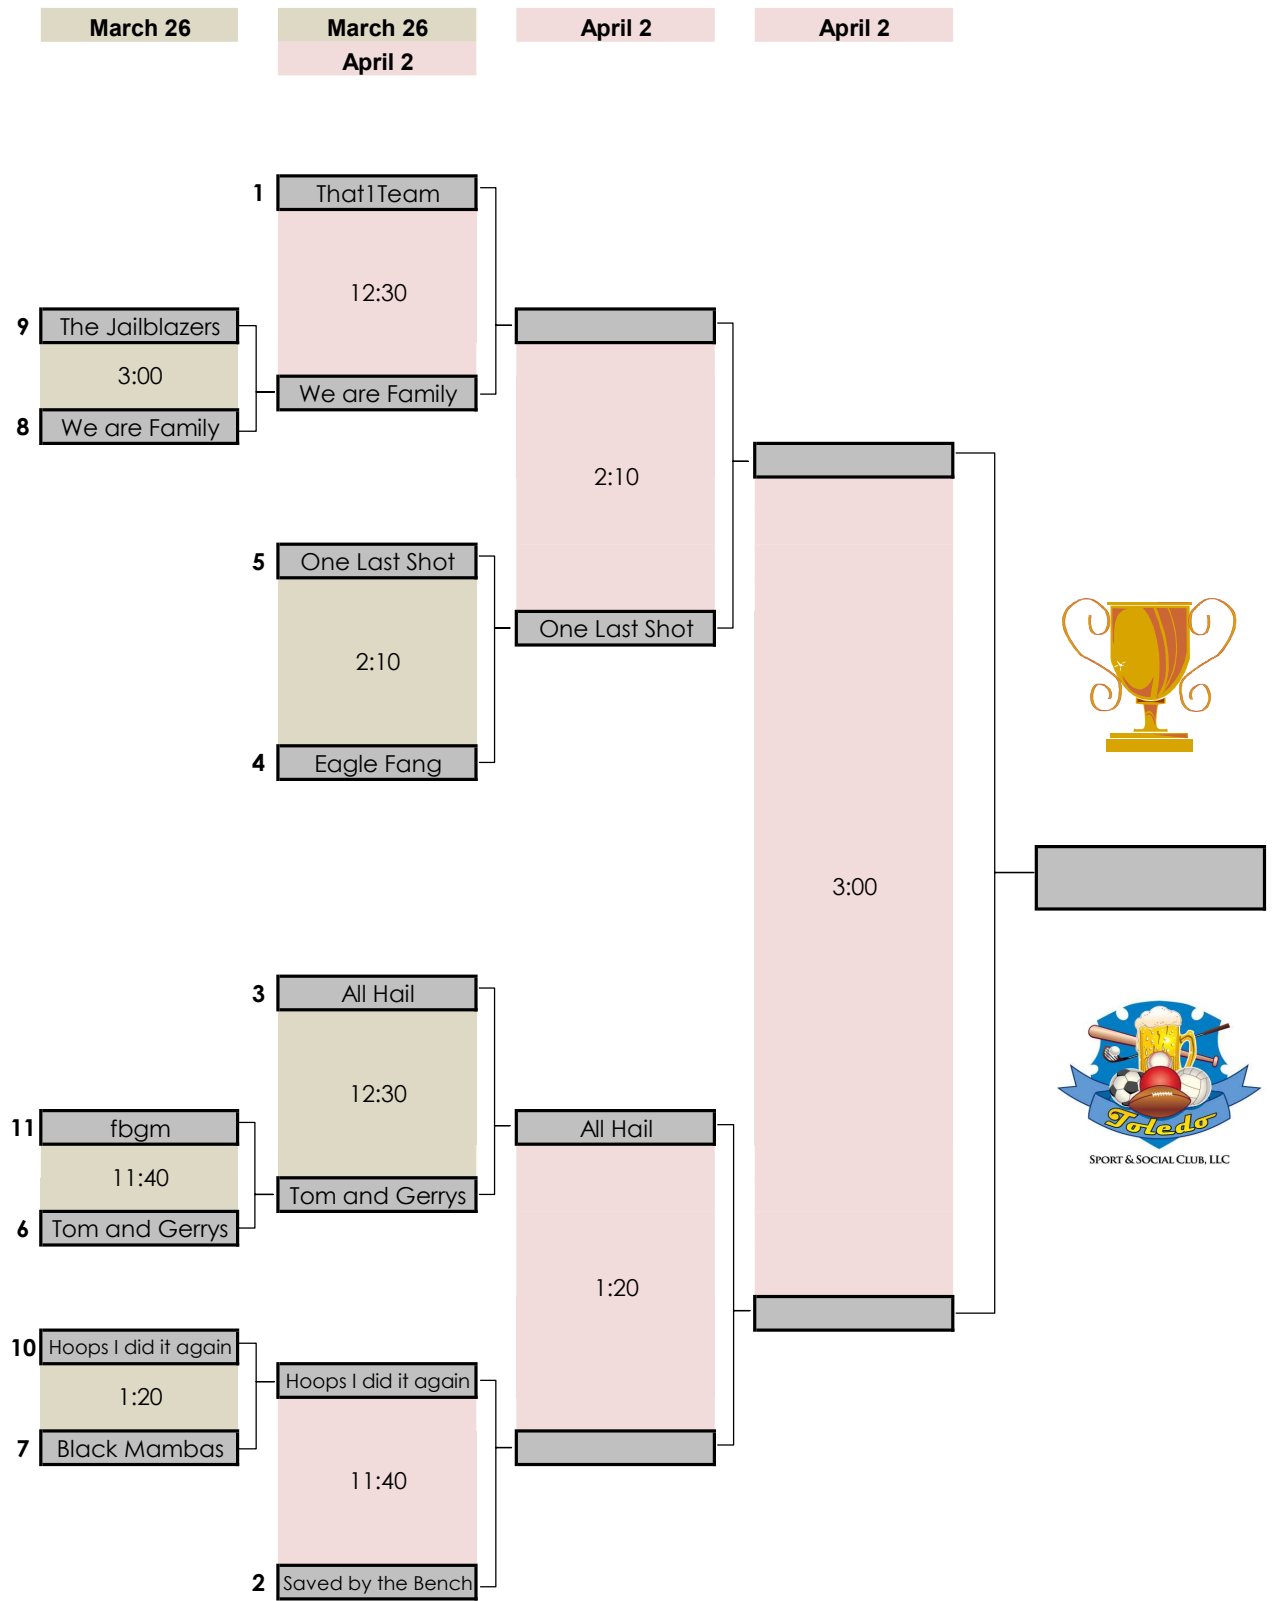 March 26
March 26
April 2
April 2
April 2
1 That1Team
12:30
9 The Jailblazers
3:00
We are Family
8 We are Family
2:10
5 One Last Shot
One Last Shot
2:10
4 Eagle Fang
3:00
3 All Hail
12:30
11 fbgm
All Hail
11:40
Tom and Gerrys
6 Tom and Gerrys
1:20
10 Hoops I did it again
Hoops I did it again
1:20
7 Black Mambas
11:40
2 Saved by the Bench
Toledo
SPORT & SOCIAL CLUB, LLC